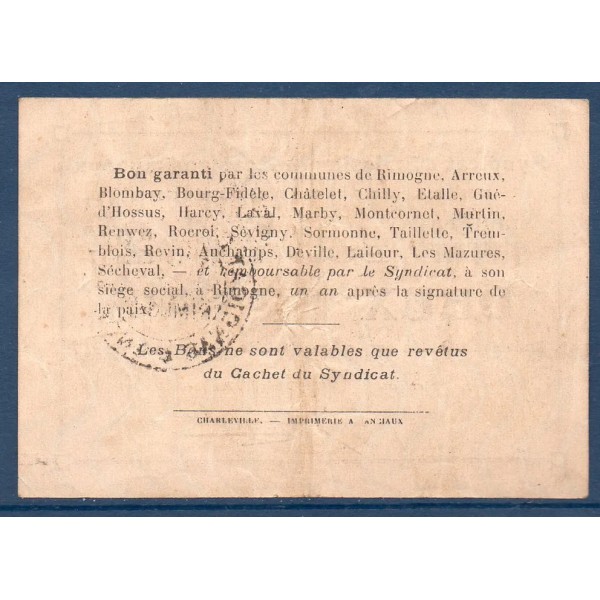 Bon garanti par les communes de Rimogne, Arreux,
Blombay, Bourg-Fidèle, Châtelet, Chilly, Etalle, Gué-
d'Hossus, Harcy, Laval, Marby, Montcornet, Murtin,
Renwez, Rocroi, Sévigny, Sormonne, Taillette, Trem-
blois, Revin, Anchamps, Deville, Laifour, Les Mazures,
Sécheval, — et remboursable par le Syndicat, à son
siège social, à Rimogne, un an après la signature de
la paix.
Les Bons ne sont valables que revêtus
du Cachet du Syndicat.
CHARLEVILLE. — IMPRIMERIE A